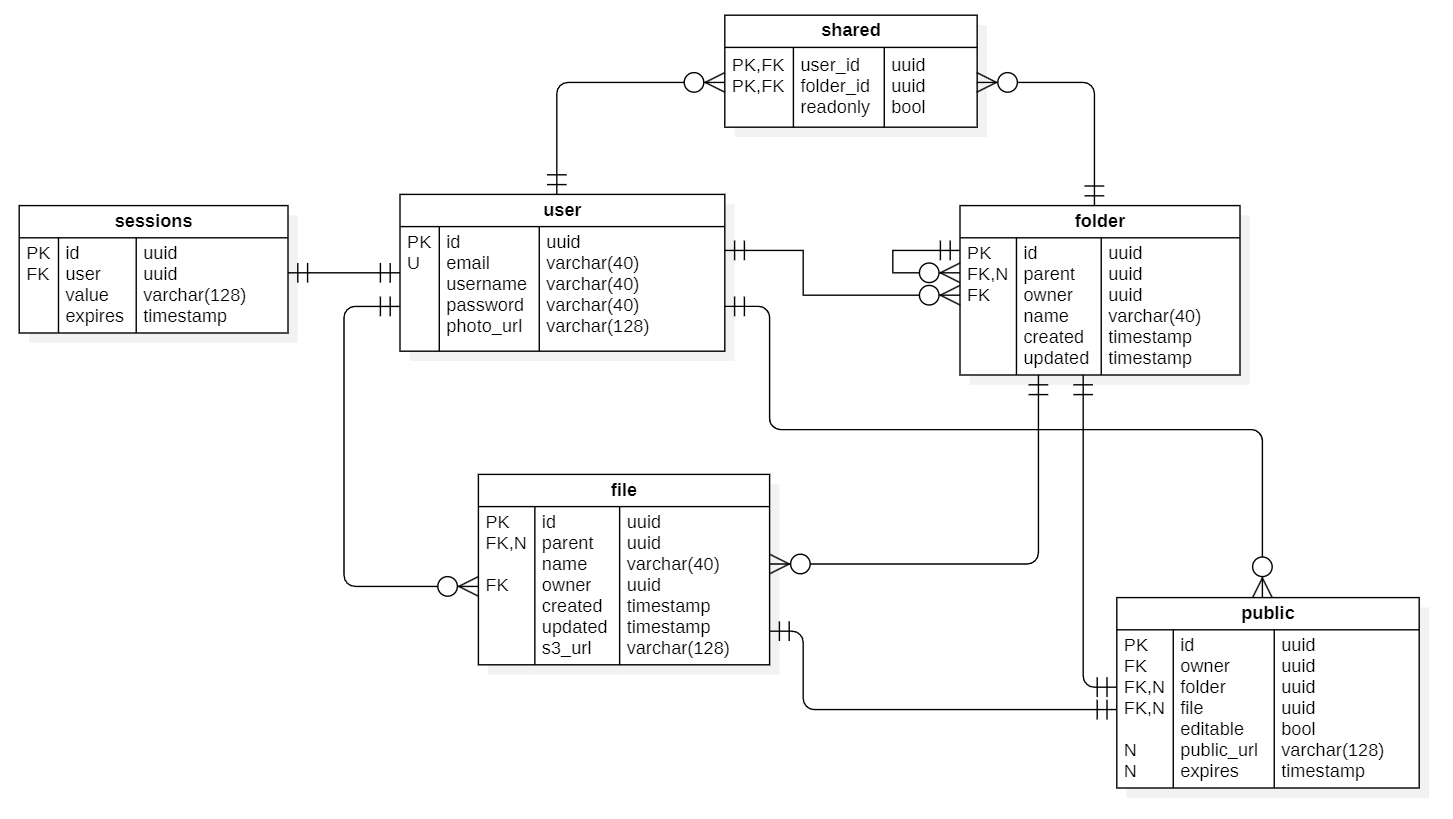 shared
PK,FK user_id uuid
PK,FK folder_id uuid
readonly bool
sessions
PK id uuid
FK user uuid
value varchar(128)
expires timestamp
user
PK id uuid
U email varchar(40)
username varchar(40)
password varchar(40)
photo_url varchar(128)
folder
PK id uuid
FK,N parent uuid
FK owner uuid
name varchar(40)
created timestamp
updated timestamp
file
PK id uuid
FK,N parent uuid
name varchar(40)
FK owner uuid
created timestamp
updated timestamp
s3_url varchar(128)
public
PK id uuid
FK owner uuid
FK,N folder uuid
FK,N file uuid
editable bool
N public_url varchar(128)
N expires timestamp